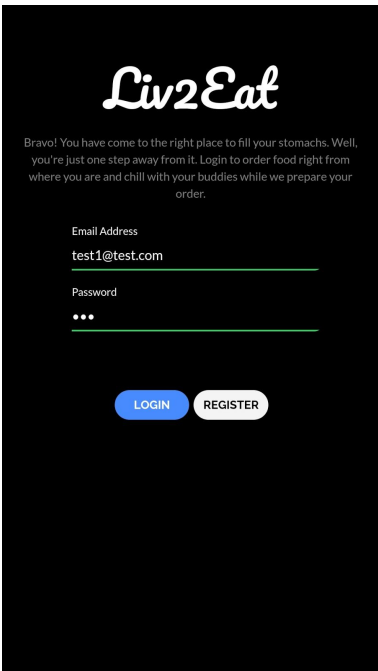 Liv2Eat
Bravo! You have come to the right place to fill your stomachs. Well,
you're just one step away from it. Login to order food right from
where you are and chill with your buddies while we prepare your
order.
Email Address
test1@test.com
Password
•••
LOGIN REGISTER